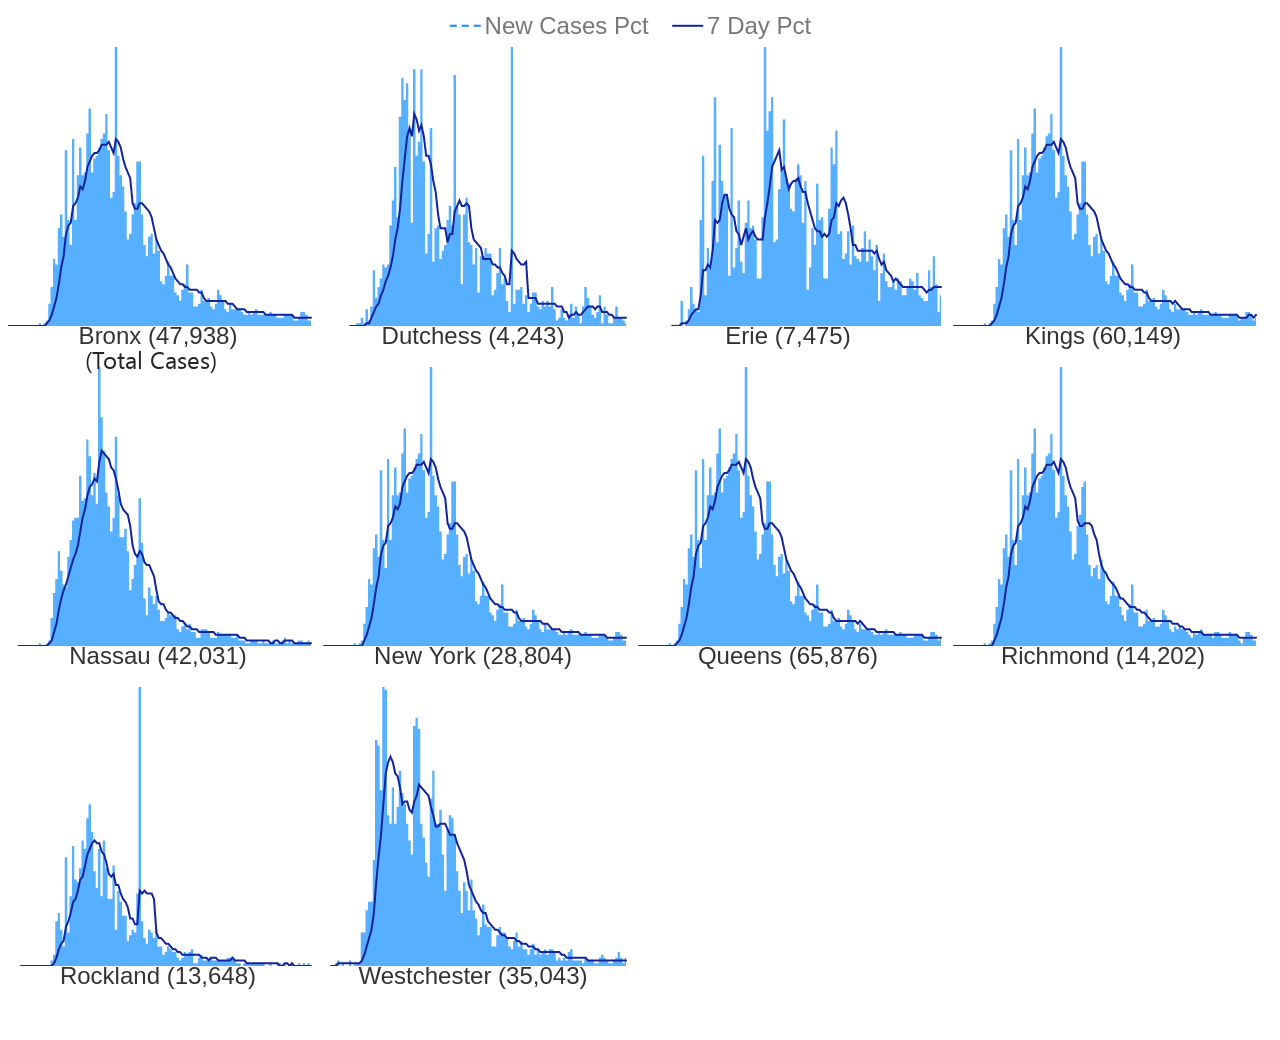 New Cases Pct 7 Day Pct
Bronx (47,938) Dutchess (4,243) Erie (7,475) Kings (60,149)
(Total Cases)
Nassau (42,031) New York (28,804) Queens (65,876) Richmond (14,202)
Rockland (13,648) Westchester (35,043)